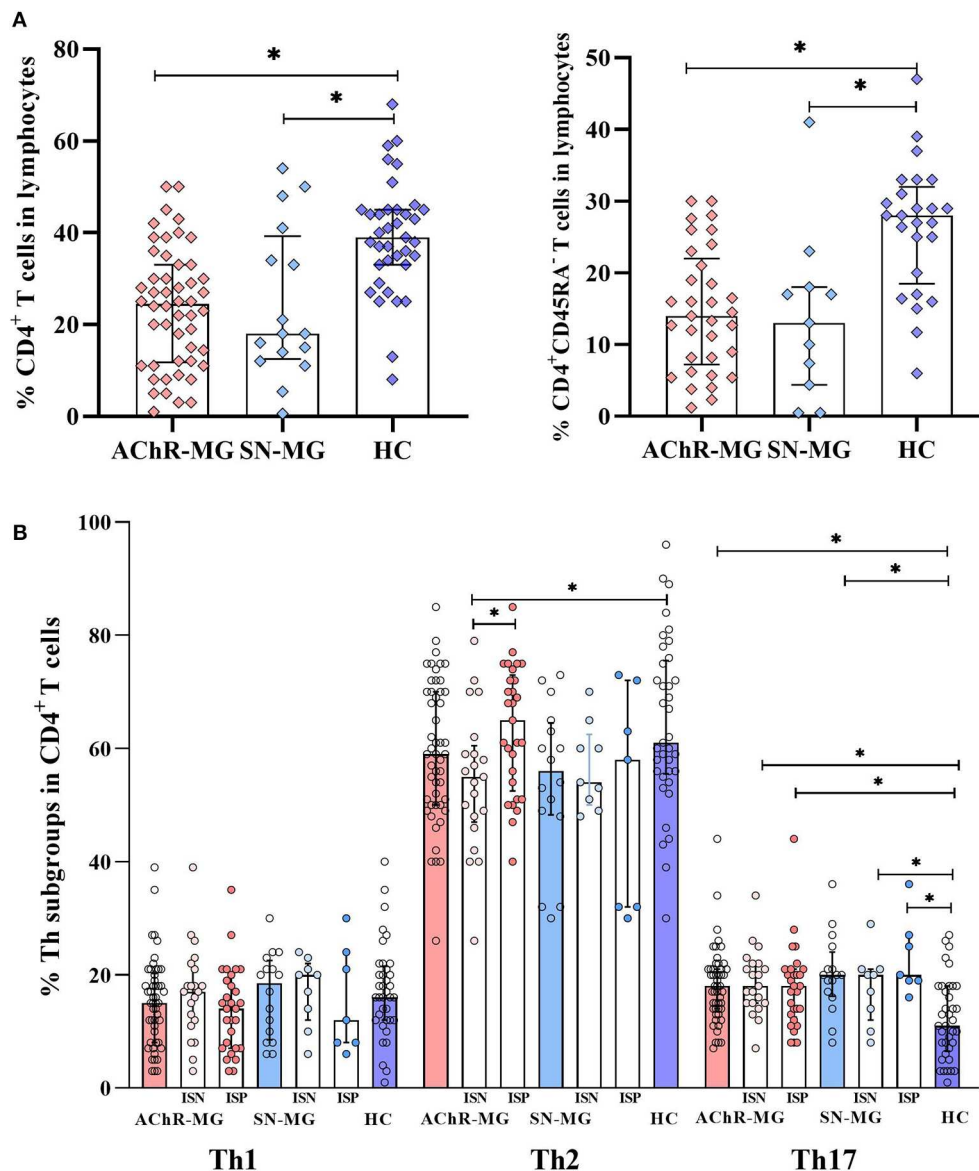 A
% CD4+ T cells in lymphocytes
80
60
40
20
0
*
*
AChR-MG SN-MG HC
% CD4+CD45RA- T cells in lymphocytes
50
40
30
20
10
0
*
*
AChR-MG SN-MG HC
B
% Th subgroups in CD4+ T cells
100
80
60
40
20
0
*
*
*
*
*
*
*
*
ISN ISP ISN ISP ISN ISP ISN ISP ISN ISP ISN ISP
AChR-MG SN-MG HC AChR-MG SN-MG HC AChR-MG SN-MG HC
Th1 Th2 Th17